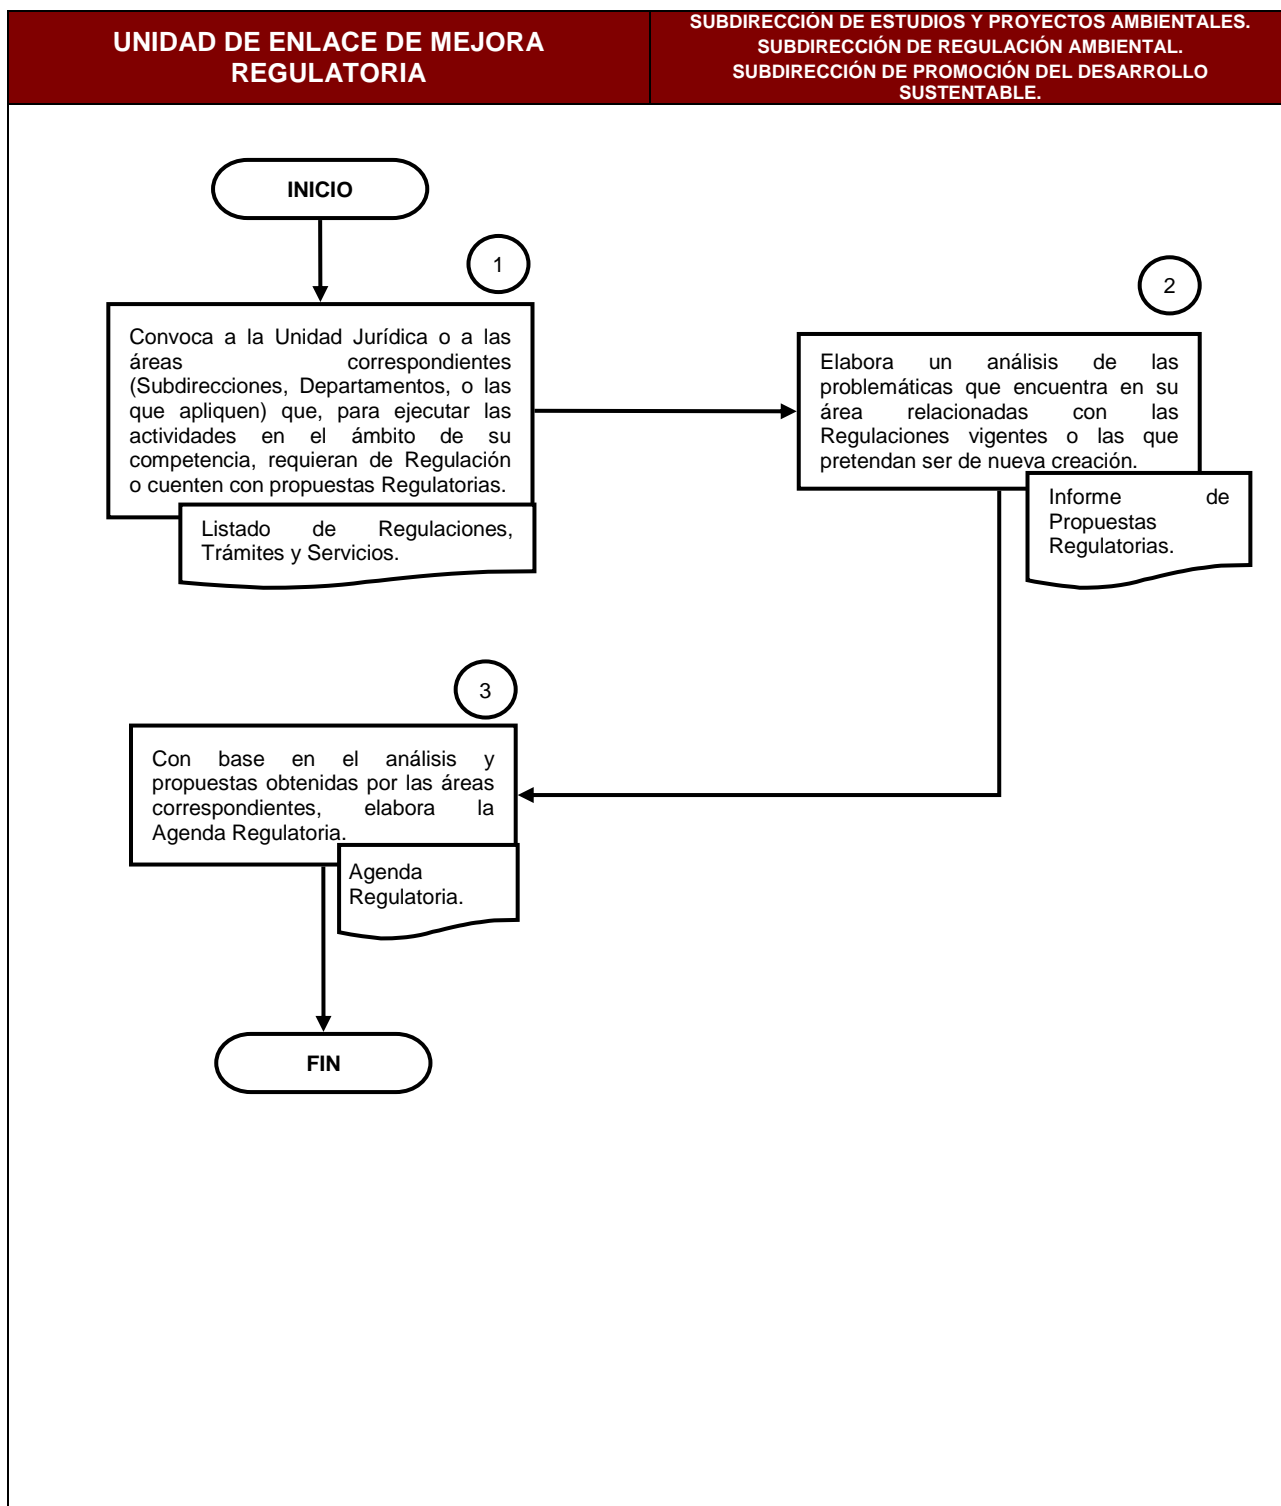 UNIDAD DE ENLACE DE MEJORA
REGULATORIA
SUBDIRECCIÓN DE ESTUDIOS Y PROYECTOS AMBIENTALES.
SUBDIRECCIÓN DE REGULACIÓN AMBIENTAL.
SUBDIRECCIÓN DE PROMOCIÓN DEL DESARROLLO
SUSTENTABLE.
INICIO
1
Convoca a la Unidad Jurídica o a las
áreas correspondientes
(Subdirecciones, Departamentos, o las
que apliquen) que, para ejecutar las
actividades en el ámbito de su
competencia, requieran de Regulación
o cuenten con propuestas Regulatorias.
Listado de Regulaciones,
Trámites y Servicios.
2
Elabora un análisis de las
problemáticas que encuentra en su
área relacionadas con las
Regulaciones vigentes o las que
pretendan ser de nueva creación.
Informe de
Propuestas
Regulatorias.
3
Con base en el análisis y
propuestas obtenidas por las áreas
correspondientes, elabora la
Agenda Regulatoria.
Agenda
Regulatoria.
FIN